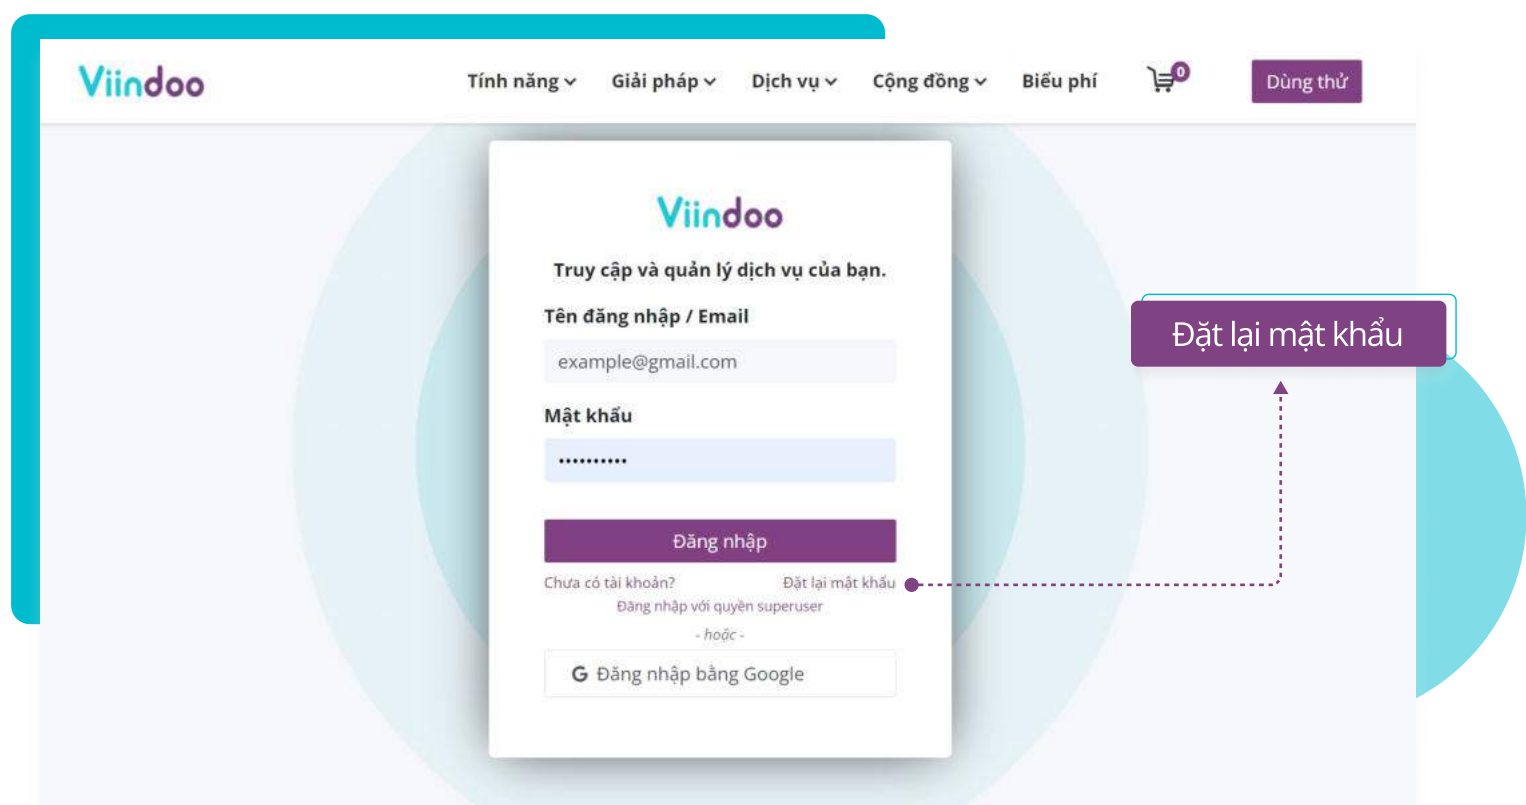 Viindoo
Tính năng Giải pháp Dịch vụ Cộng đồng Biểu phí 0 Dùng thử
Viindoo
Truy cập và quản lý dịch vụ của bạn.
Tên đăng nhập / Email
example@gmail.com
Mật khẩu
••••••••••
Đăng nhập
Chưa có tài khoản? Đặt lại mật khẩu
Đăng nhập với quyền superuser
- hoặc -
G Đăng nhập bằng Google
Đặt lại mật khẩu